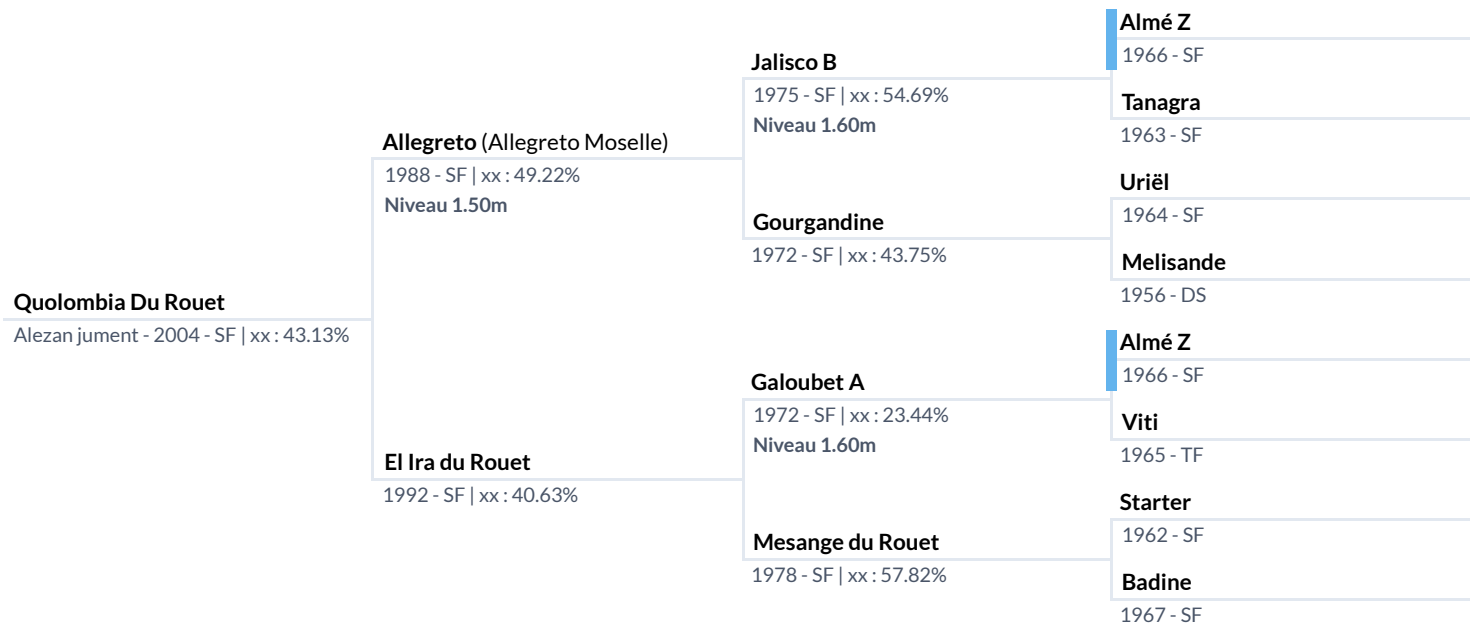 Almé Z
1966 - SF
Jalisco B
1975 - SF | xx : 54.69%
Niveau 1.60m
Tanagra
1963 - SF
Allegreto (Allegreto Moselle)
1988 - SF | xx : 49.22%
Niveau 1.50m
Uriël
1964 - SF
Gourgandine
1972 - SF | xx : 43.75%
Melisande
1956 - DS
Quolombia Du Rouet
Alezan jument - 2004 - SF | xx : 43.13%
Almé Z
1966 - SF
Galoubet A
1972 - SF | xx : 23.44%
Niveau 1.60m
Viti
1965 - TF
El Ira du Rouet
1992 - SF | xx : 40.63%
Starter
1962 - SF
Mesange du Rouet
1978 - SF | xx : 57.82%
Badine
1967 - SF